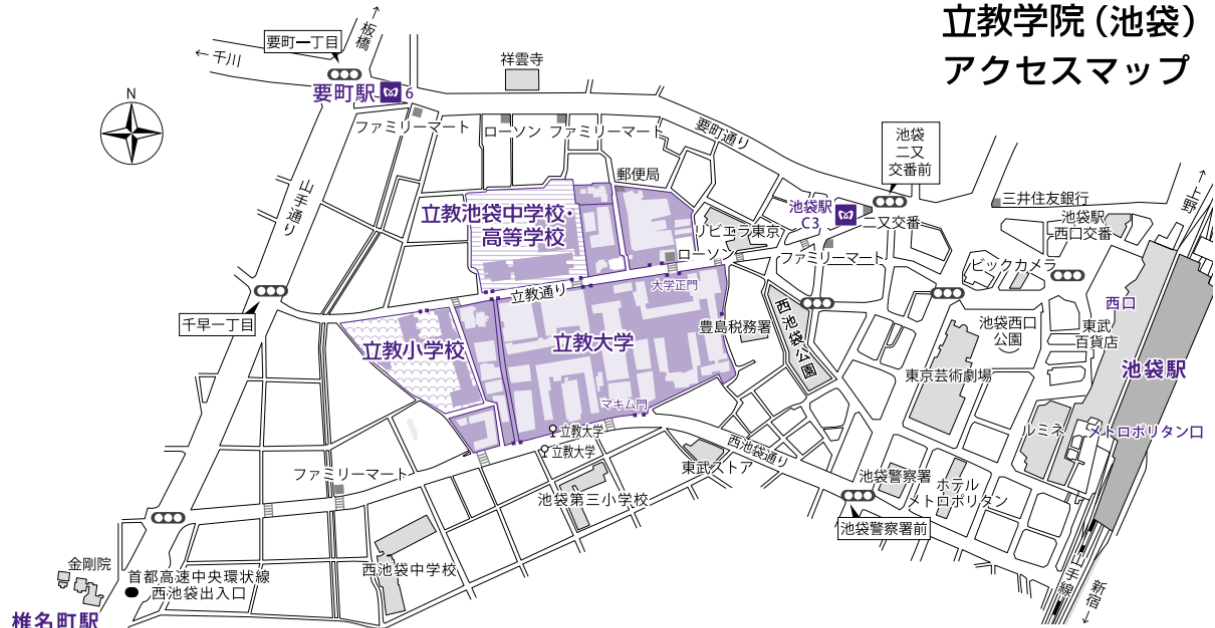 立教学院（池袋）
アクセスマップ
↑板橋
要町一丁目
← 千川
祥雲寺
N
要町駅 6
ファミリーマート
ローソン
ファミリーマート
要町通り
池袋
二又
交番前
郵便局
山手通り
立教池袋中学校・
高等学校
リビエラ東京
池袋駅
C3
二又交番
三井住友銀行
池袋駅
西口交番
↑上野
ローソン
ファミリーマート
ビックカメラ
大学正門
立教通り
千早一丁目
西口
立教小学校
立教大学
豊島税務署
西池袋公園
池袋西口
公園
東武
百貨店
池袋駅
東京芸術劇場
マキム門
ルミネ
メトロポリタン口
立教大学
立教大学
西池袋通り
東武ストア
ファミリーマート
池袋警察署
ホテル
メトロポリタン
池袋第三小学校
池袋警察署前
西池袋中学校
金剛院
首都高速中央環状線
西池袋出入口
山手線
新宿↓
椎名町駅